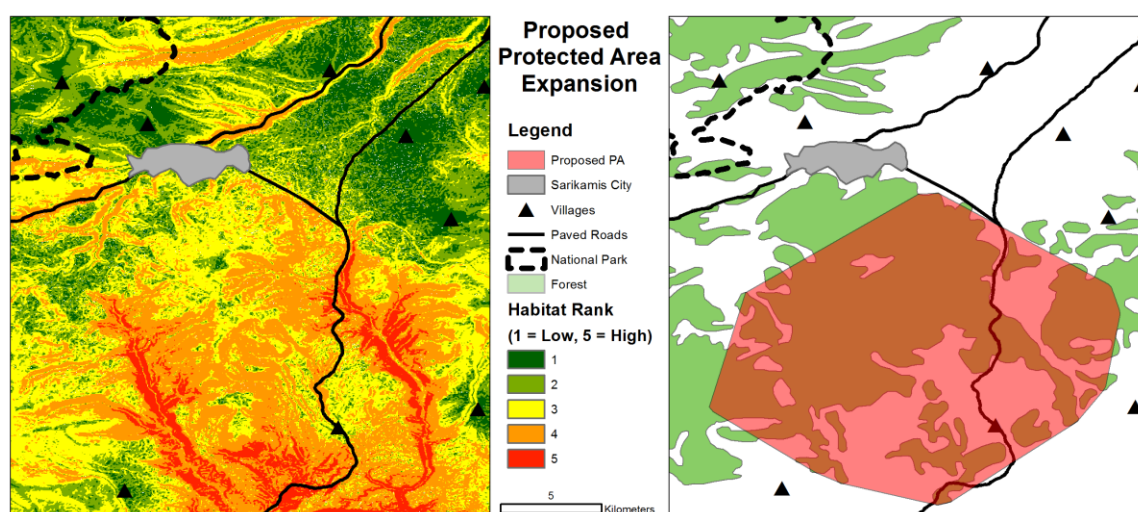 Proposed
Protected Area
Expansion
Legend
Proposed PA
Sarikamis City
Villages
Paved Roads
National Park
Forest
Habitat Rank
(1 = Low, 5 = High)
1
2
3
4
5
5
Kilometers